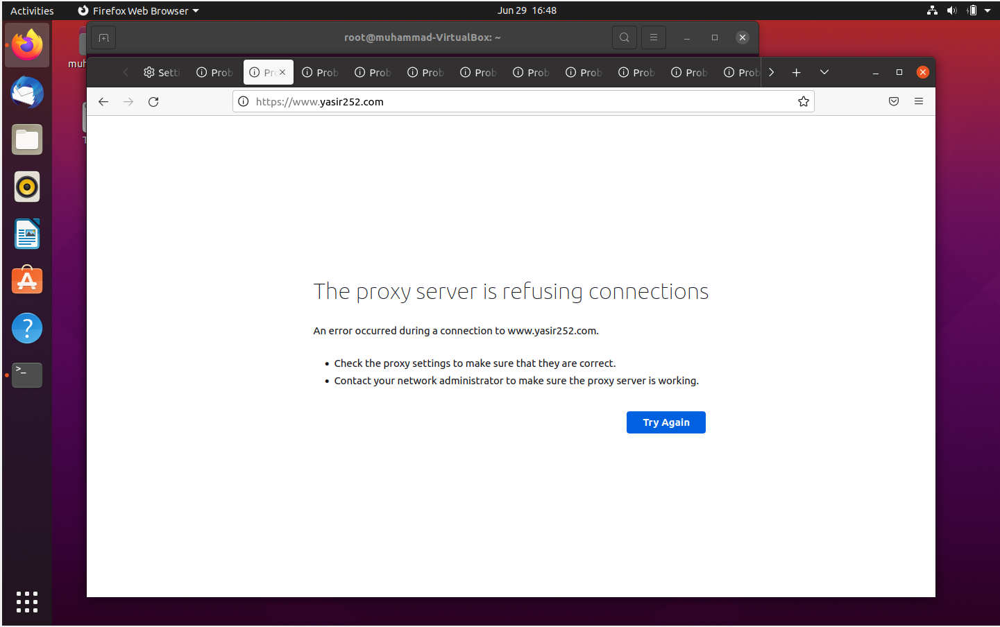 Activities Firefox Web Browser Jun 29 16:48
root@muhammad-VirtualBox: ~
Setti Prob Pr Prob Prob Prob Prob Prob Prob Prob Prob Prob
https://www.yasir252.com
The proxy server is refusing connections
An error occurred during a connection to www.yasir252.com.
Check the proxy settings to make sure that they are correct.
Contact your network administrator to make sure the proxy server is working.
Try Again